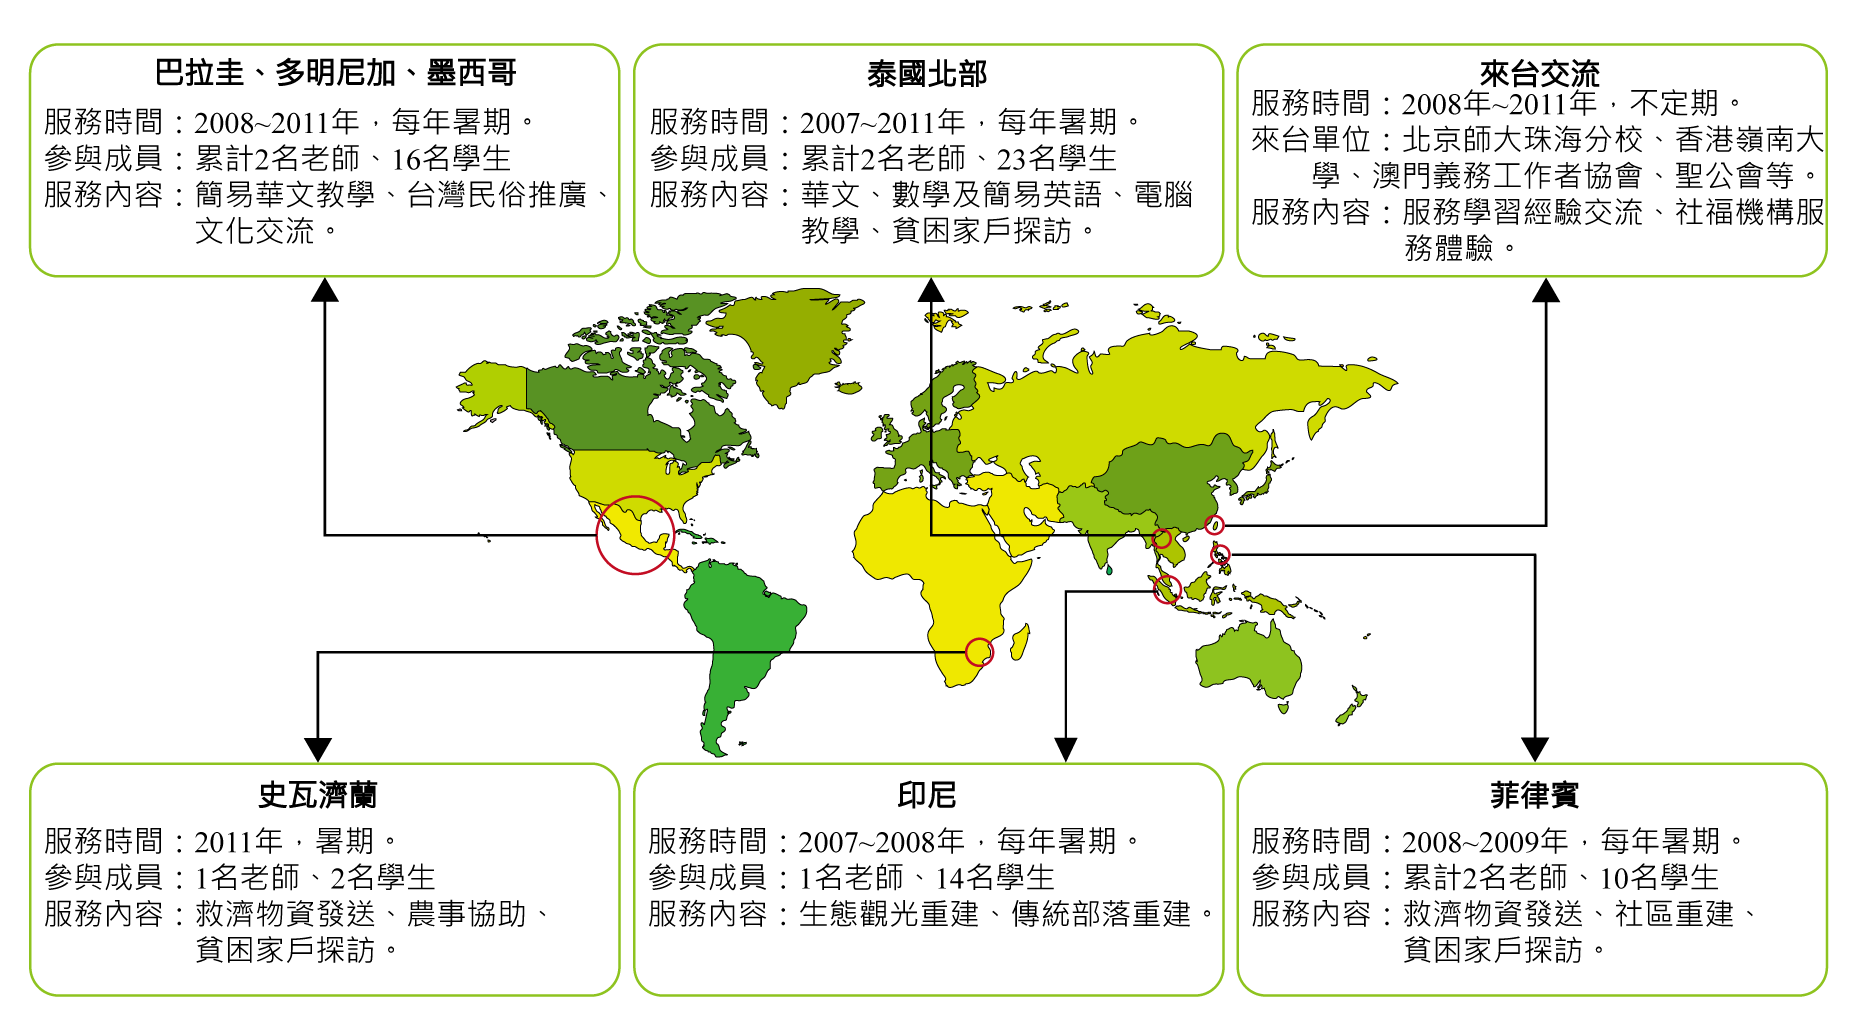 巴拉圭、多明尼加、墨西哥
服務時間：2008~2011年，每年暑期。
參與成員：累計2名老師、16名學生
服務內容：簡易華文教學、台灣民俗推廣、
文化交流。
泰國北部
服務時間：2007~2011年，每年暑期。
參與成員：累計2名老師、23名學生
服務內容：華文、數學及簡易英語、電腦
教學、貧困家戶探訪。
來台交流
服務時間：2008年~2011年，不定期。
來台單位：北京師大珠海分校、香港嶺南大
學、澳門義務工作者協會、聖公會等。
服務內容：服務學習經驗交流、社福機構服
務體驗。
史瓦濟蘭
服務時間：2011年，暑期。
參與成員：1名老師、2名學生
服務內容：救濟物資發送、農事協助、
貧困家戶探訪。
印尼
服務時間：2007~2008年，每年暑期。
參與成員：1名老師、14名學生
服務內容：生態觀光重建、傳統部落重建。
菲律賓
服務時間：2008~2009年，每年暑期。
參與成員：累計2名老師、10名學生
服務內容：救濟物資發送、社區重建、
貧困家戶探訪。